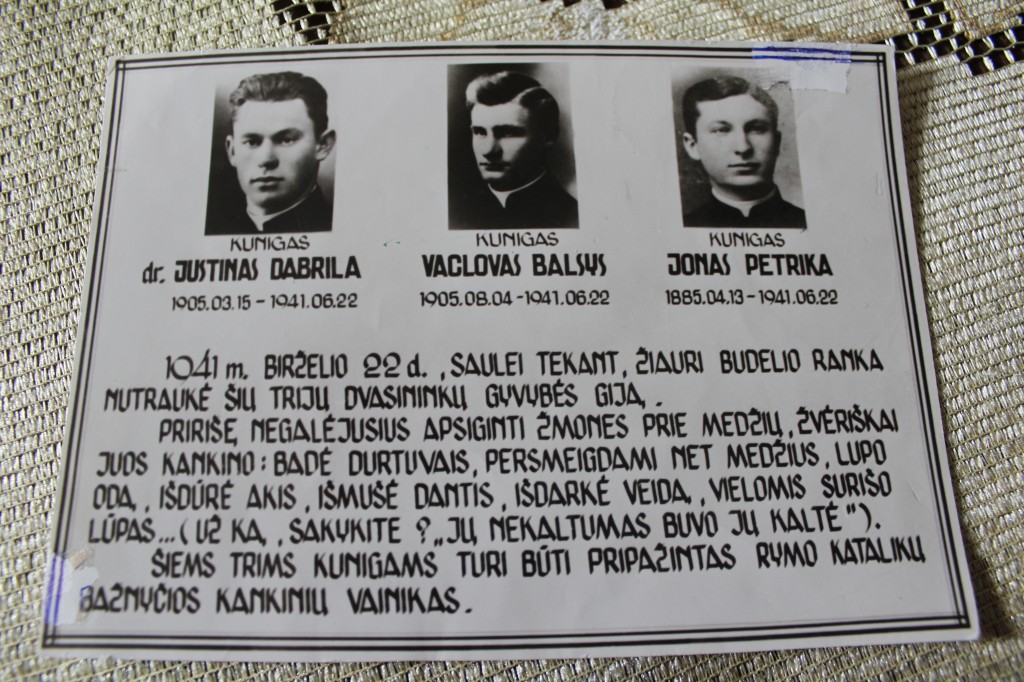 KUNIGAS
dr. JUSTINAS DABRILA
1905.03.15 - 1941.06.22
KUNIGAS
VACLOVAS BALSYS
1905.08.04 - 1941.06.22
KUNIGAS
JONAS PETRIKA
1885.04.13 - 1941.06.22
1941 m. BIRŽELIO 22 d., SAULEI TEKANT, ŽIAURI BUDELIO RANKA
NUTRAUKĖ ŠIŲ TRIJŲ DVASININKŲ GYVYBĖS GIJĄ.
PRIRIŠĘ NEGALĖJUSIUS APSIGINTI ŽMONES PRIE MEDŽIŲ, ŽVĖRIŠKAI
JUOS KANKINO: BADĖ DURTUVAIS, PERSMEIGDAMI NET MEDŽIUS, LUPO
ODĄ, IŠDŪRĖ AKIS, IŠMUŠĖ DANTIS, IŠDARKĖ VEIDĄ, VIELOMIS SURIŠO
LŪPAS... (UŽ KĄ, SAKYKITE? „JŲ NEKALTUMAS BUVO JŲ KALTĖ").
ŠIEMS TRIMS KUNIGAMS TURI BŪTI PRIPAŽINTAS RYMO KATALIKŲ
BAŽNYČIOS KANKINIŲ VAINIKAS.